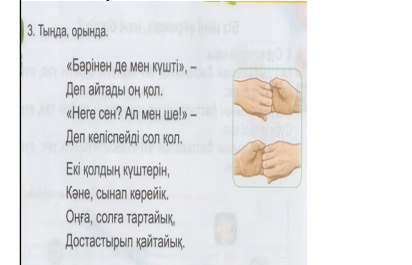 3. Тыңда, орында.
«Бәрінен де мен күшті», –
Деп айтады оң қол.
«Неге сен? Ал мен ше!» –
Деп келіспейді сол қол.
Екі қолдың күштерін,
Кәне, сынап көрейік.
Оңға, солға тартайық,
Достастырып қайтайық.